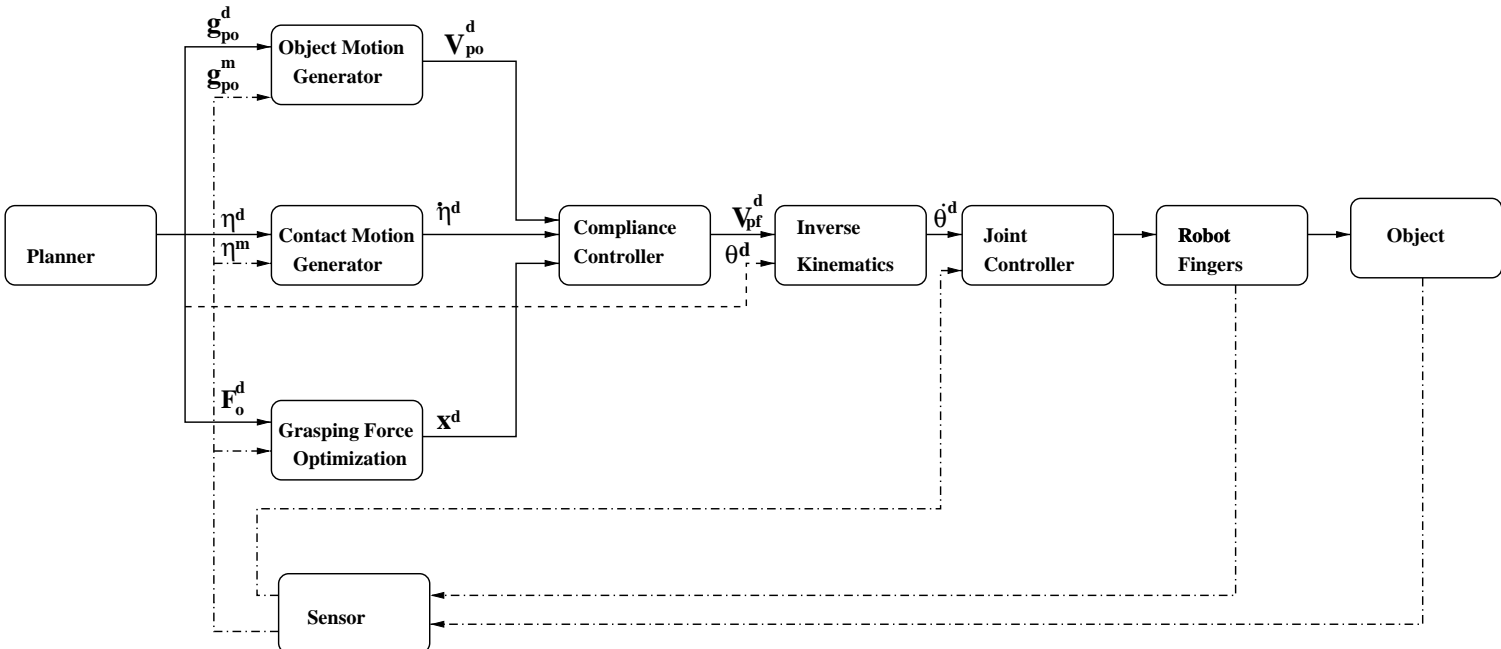 g_po^d
Object Motion
Generator
V_po^d
g_po^m
Planner
η^d
η^m
Contact Motion
Generator
η̇^d
Compliance
Controller
V_pf^d
θ^d
Inverse
Kinematics
θ̇^d
Joint
Controller
Robot
Fingers
Object
F_o^d
Grasping Force
Optimization
x^d
Sensor